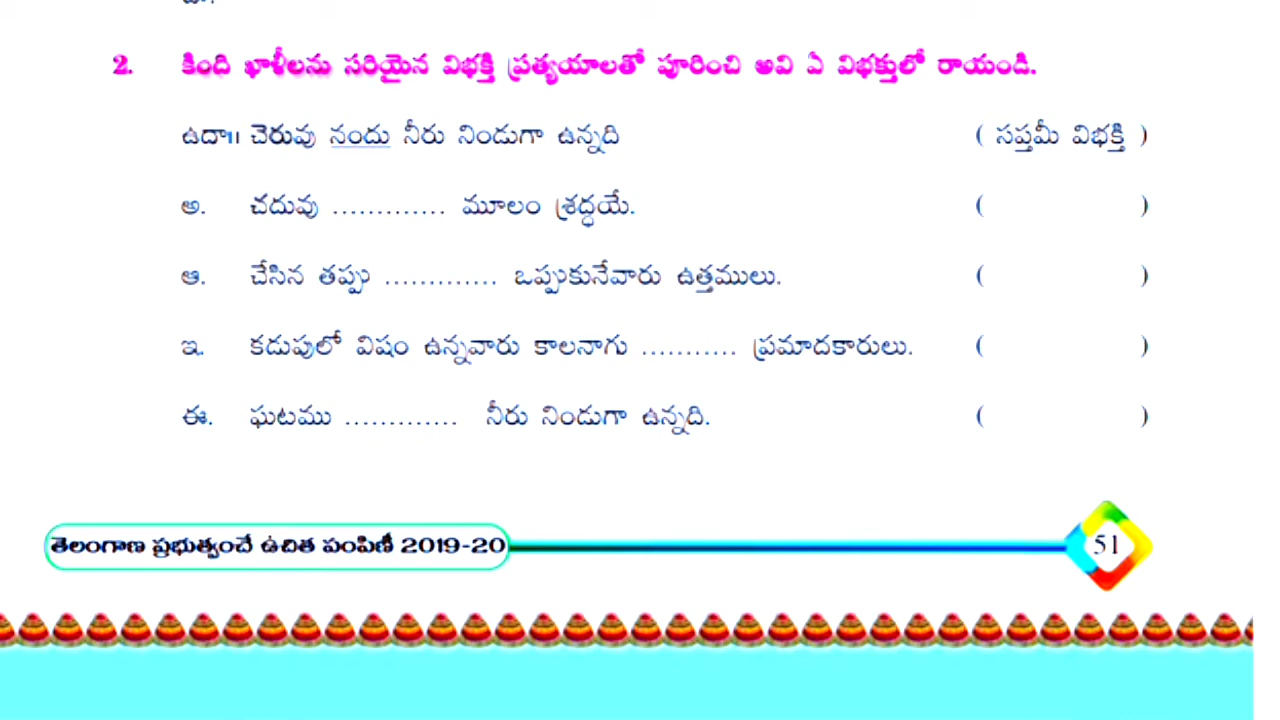 2. కింది ఖాళీలను సరియైన విభక్తి ప్రత్యయాలతో పూరించి అవి ఏ విభక్తులో రాయండి.
ఉదా॥ చెరువు నందు నీరు నిండుగా ఉన్నది ( సప్తమీ విభక్తి )
అ. చదువు ............. మూలం శ్రద్ధయే. ( )
ఆ. చేసిన తప్పు ............. ఒప్పుకునేవారు ఉత్తములు. ( )
ఇ. కడుపులో విషం ఉన్నవారు కాలనాగు ........... ప్రమాదకారులు. ( )
ఈ. ఘటము ............. నీరు నిండుగా ఉన్నది. ( )
తెలంగాణ ప్రభుత్వంచే ఉచిత పంపిణీ 2019-20
51